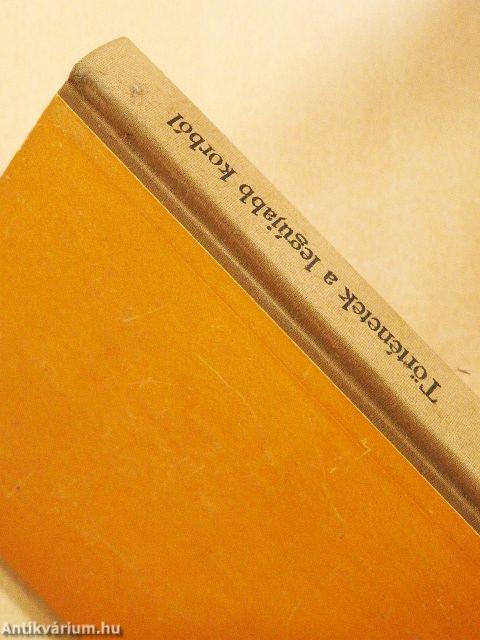 Történetek a legújabb korból
Antikvárium.hu